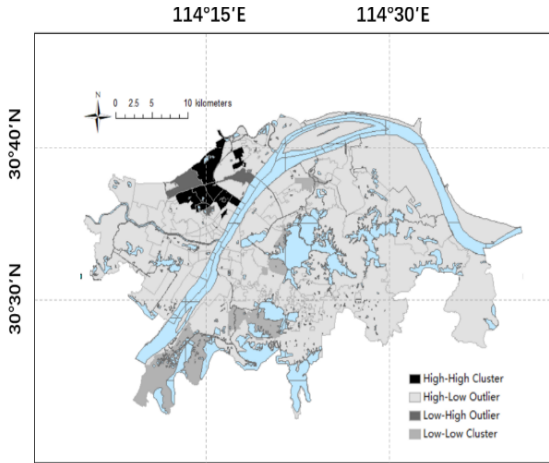 114°15′E 114°30′E
N
0 2.5 5 10 kilometers
30°40′N
30°30′N
High-High Cluster
High-Low Outlier
Low-High Outlier
Low-Low Cluster